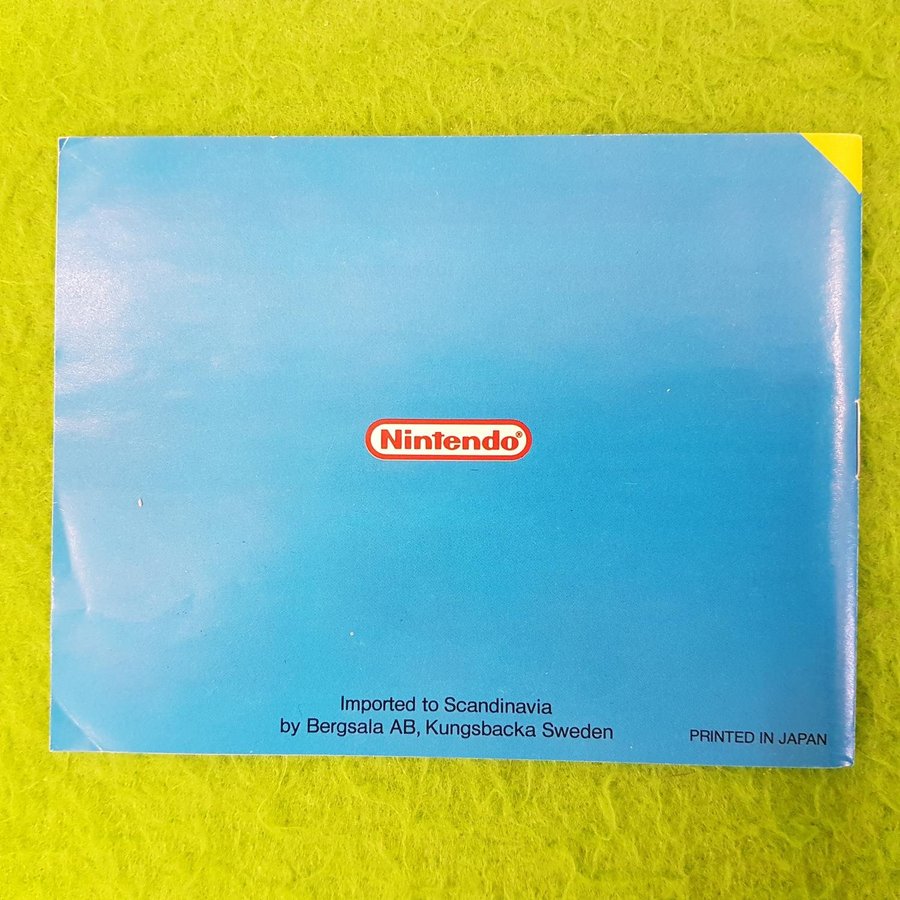 Nintendo®
Imported to Scandinavia
by Bergsala AB, Kungsbacka Sweden
PRINTED IN JAPAN